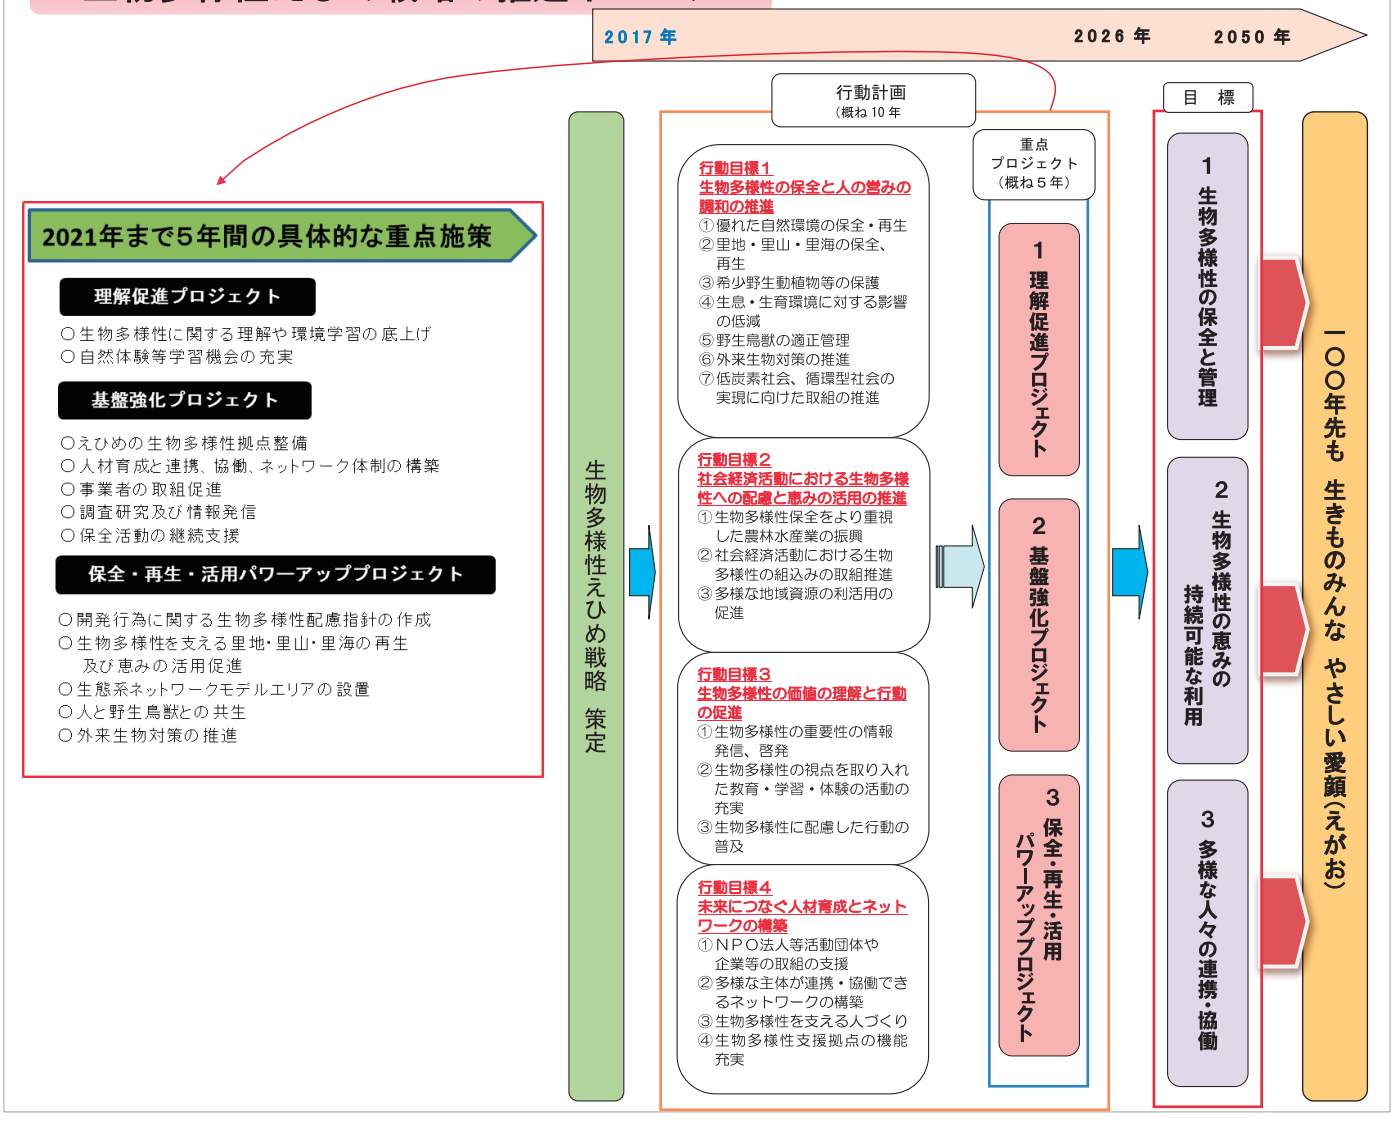 2017年
2026年
2050年
行動計画
(概ね10年
目　標
重点
プロジェクト
(概ね５年)
2021年まで５年間の具体的な重点施策
理解促進プロジェクト
○生物多様性に関する理解や環境学習の底上げ
○自然体験等学習機会の充実
基盤強化プロジェクト
○えひめの生物多様性拠点整備
○人材育成と連携、協働、ネットワーク体制の構築
○事業者の取組促進
○調査研究及び情報発信
○保全活動の継続支援
保全・再生・活用パワーアッププロジェクト
○開発行為に関する生物多様性配慮指針の作成
○生物多様性を支える里地・里山・里海の再生
及び恵みの活用促進
○生態系ネットワークモデルエリアの設置
○人と野生鳥獣との共生
○外来生物対策の推進
生物多様性えひめ戦略　策定
行動目標１
生物多様性の保全と人の営みの
調和の推進
①優れた自然環境の保全・再生
②里地・里山・里海の保全、
再生
③希少野生動植物等の保護
④生息・生育環境に対する影響
の低減
⑤野生鳥獣の適正管理
⑥外来生物対策の推進
⑦低炭素社会、循環型社会の
実現に向けた取組の推進
行動目標２
社会経済活動における生物多様
性への配慮と恵みの活用の推進
①生物多様性保全をより重視
した農林水産業の振興
②社会経済活動における生物
多様性の組込みの取組推進
③多様な地域資源の利活用の
促進
行動目標３
生物多様性の価値の理解と行動
の促進
①生物多様性の重要性の情報
発信、啓発
②生物多様性の視点を取り入れ
た教育・学習・体験の活動の
充実
③生物多様性に配慮した行動の
普及
行動目標４
未来につなぐ人材育成とネット
ワークの構築
①ＮＰＯ法人等活動団体や
企業等の取組の支援
②多様な主体が連携・協働でき
るネットワークの構築
③生物多様性を支える人づくり
④生物多様性支援拠点の機能
充実
１　理解促進プロジェクト
２　基盤強化プロジェクト
３　保全・再生・活用
パワーアッププロジェクト
１　生物多様性の保全と管理
２　生物多様性の恵みの
持続可能な利用
３　多様な人々の連携・協働
一〇〇年先も　生きものみんな　やさしい愛顔(えがお)